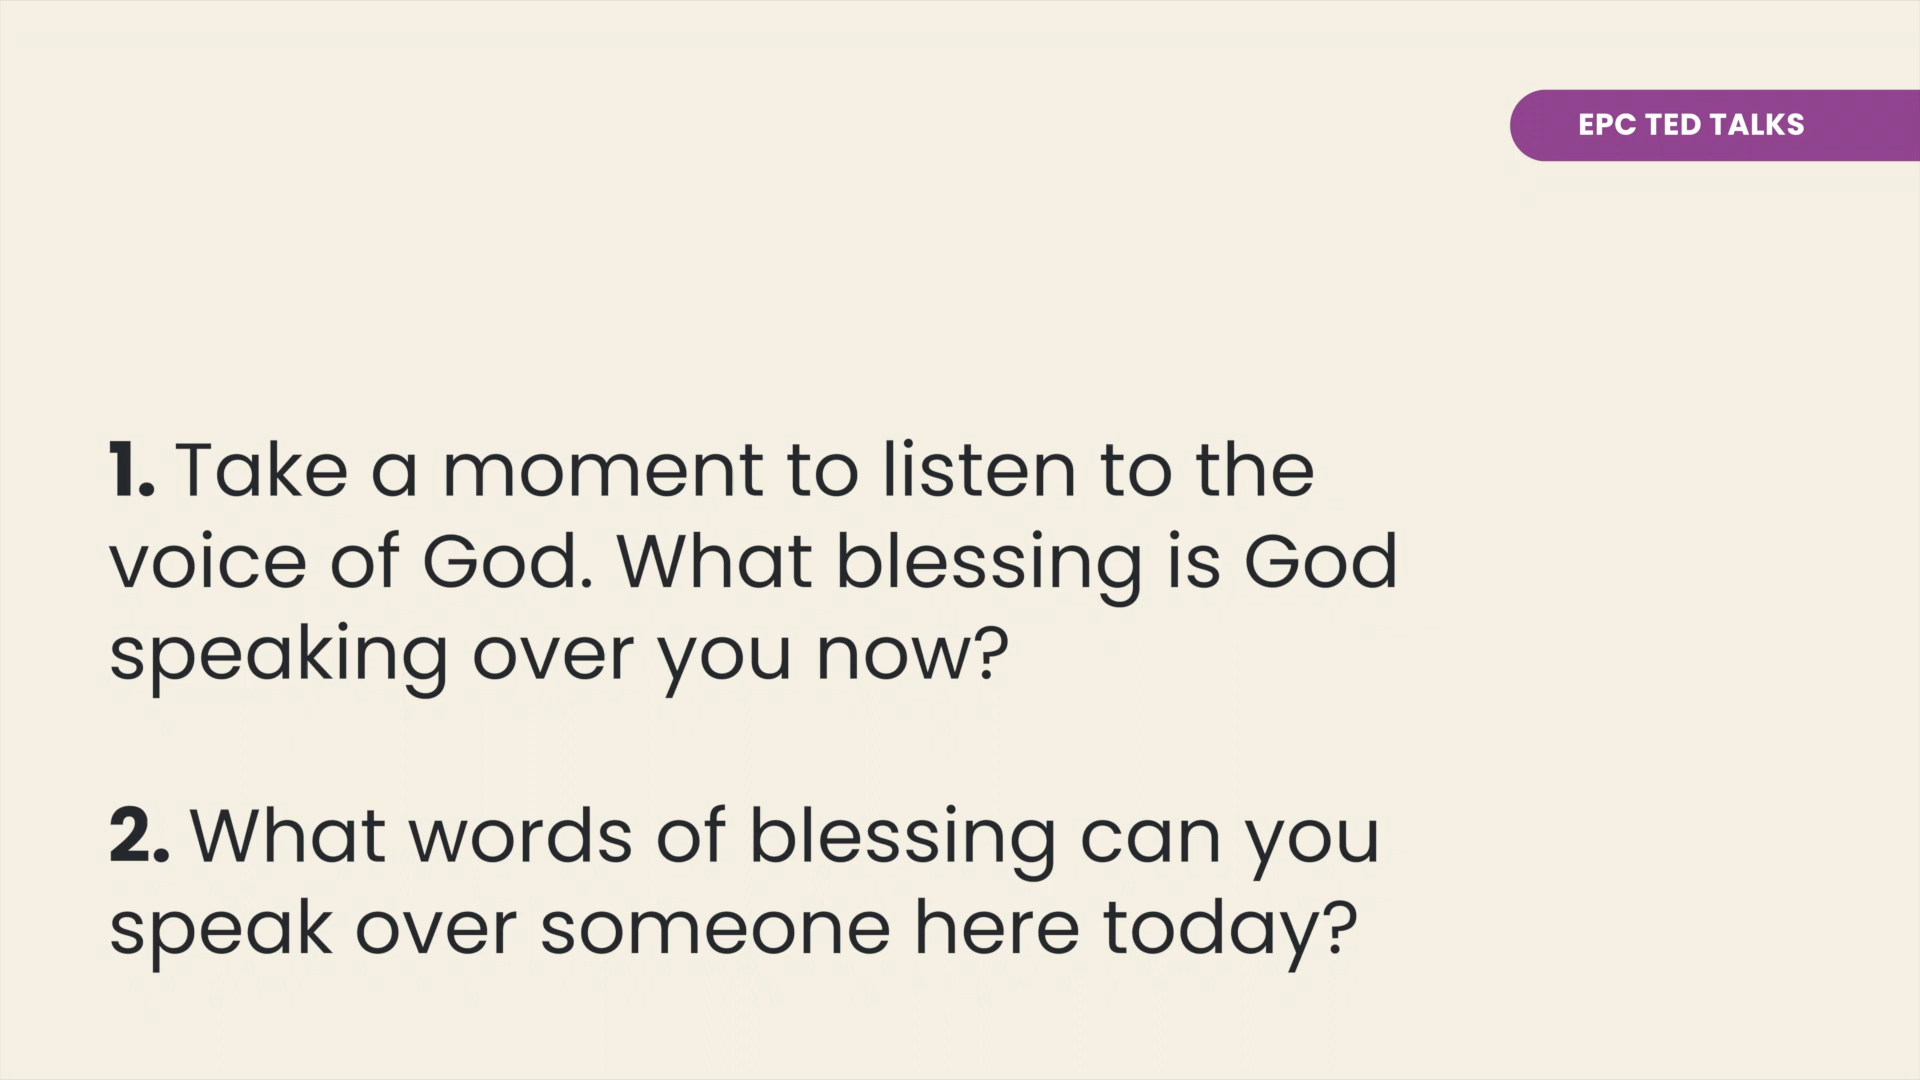 EPC TED TALKS
1. Take a moment to listen to the
voice of God. What blessing is God
speaking over you now?
2. What words of blessing can you
speak over someone here today?